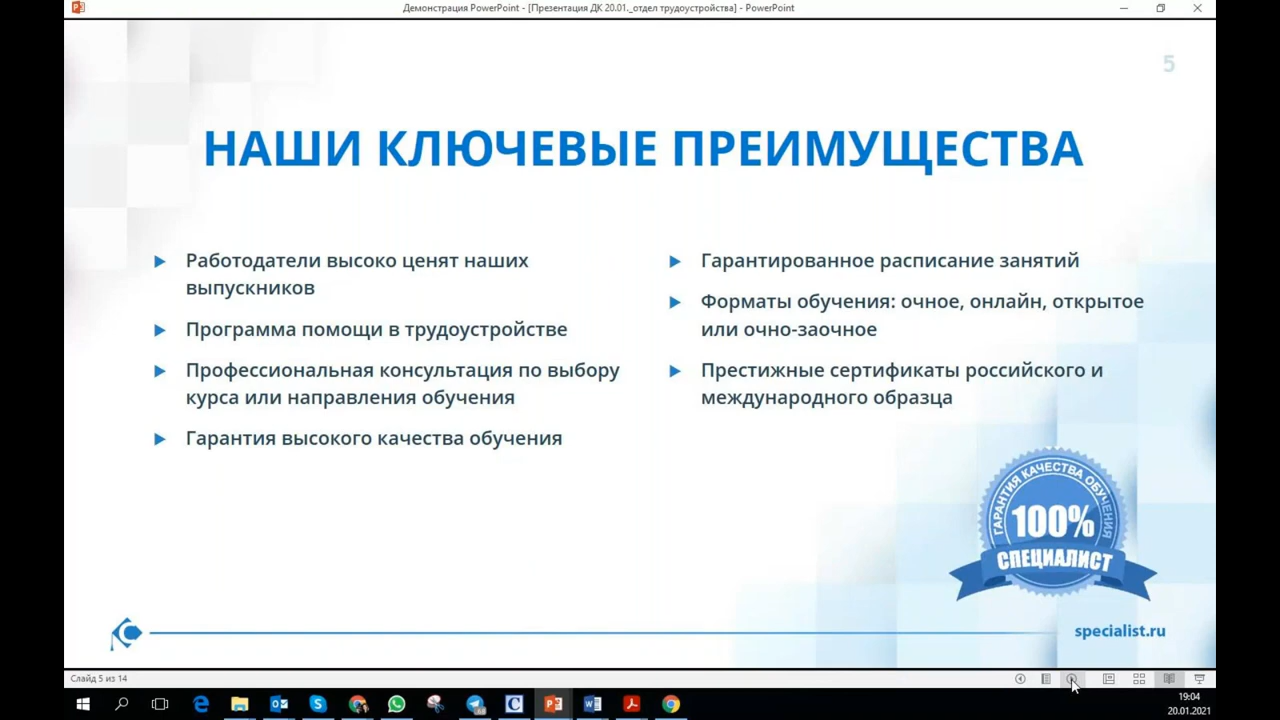 Демонстрация PowerPoint - [Презентация ДК 20.01._отдел трудоустройства] - PowerPoint
5
НАШИ КЛЮЧЕВЫЕ ПРЕИМУЩЕСТВА
Работодатели высоко ценят наших
выпускников
Программа помощи в трудоустройстве
Профессиональная консультация по выбору
курса или направления обучения
Гарантия высокого качества обучения
Гарантированное расписание занятий
Форматы обучения: очное, онлайн, открытое
или очно-заочное
Престижные сертификаты российского и
международного образца
ГАРАНТИЯ КАЧЕСТВА ОБУЧЕНИЯ
100%
СПЕЦИАЛИСТ
specialist.ru
Слайд 5 из 14
19:04
20.01.2021